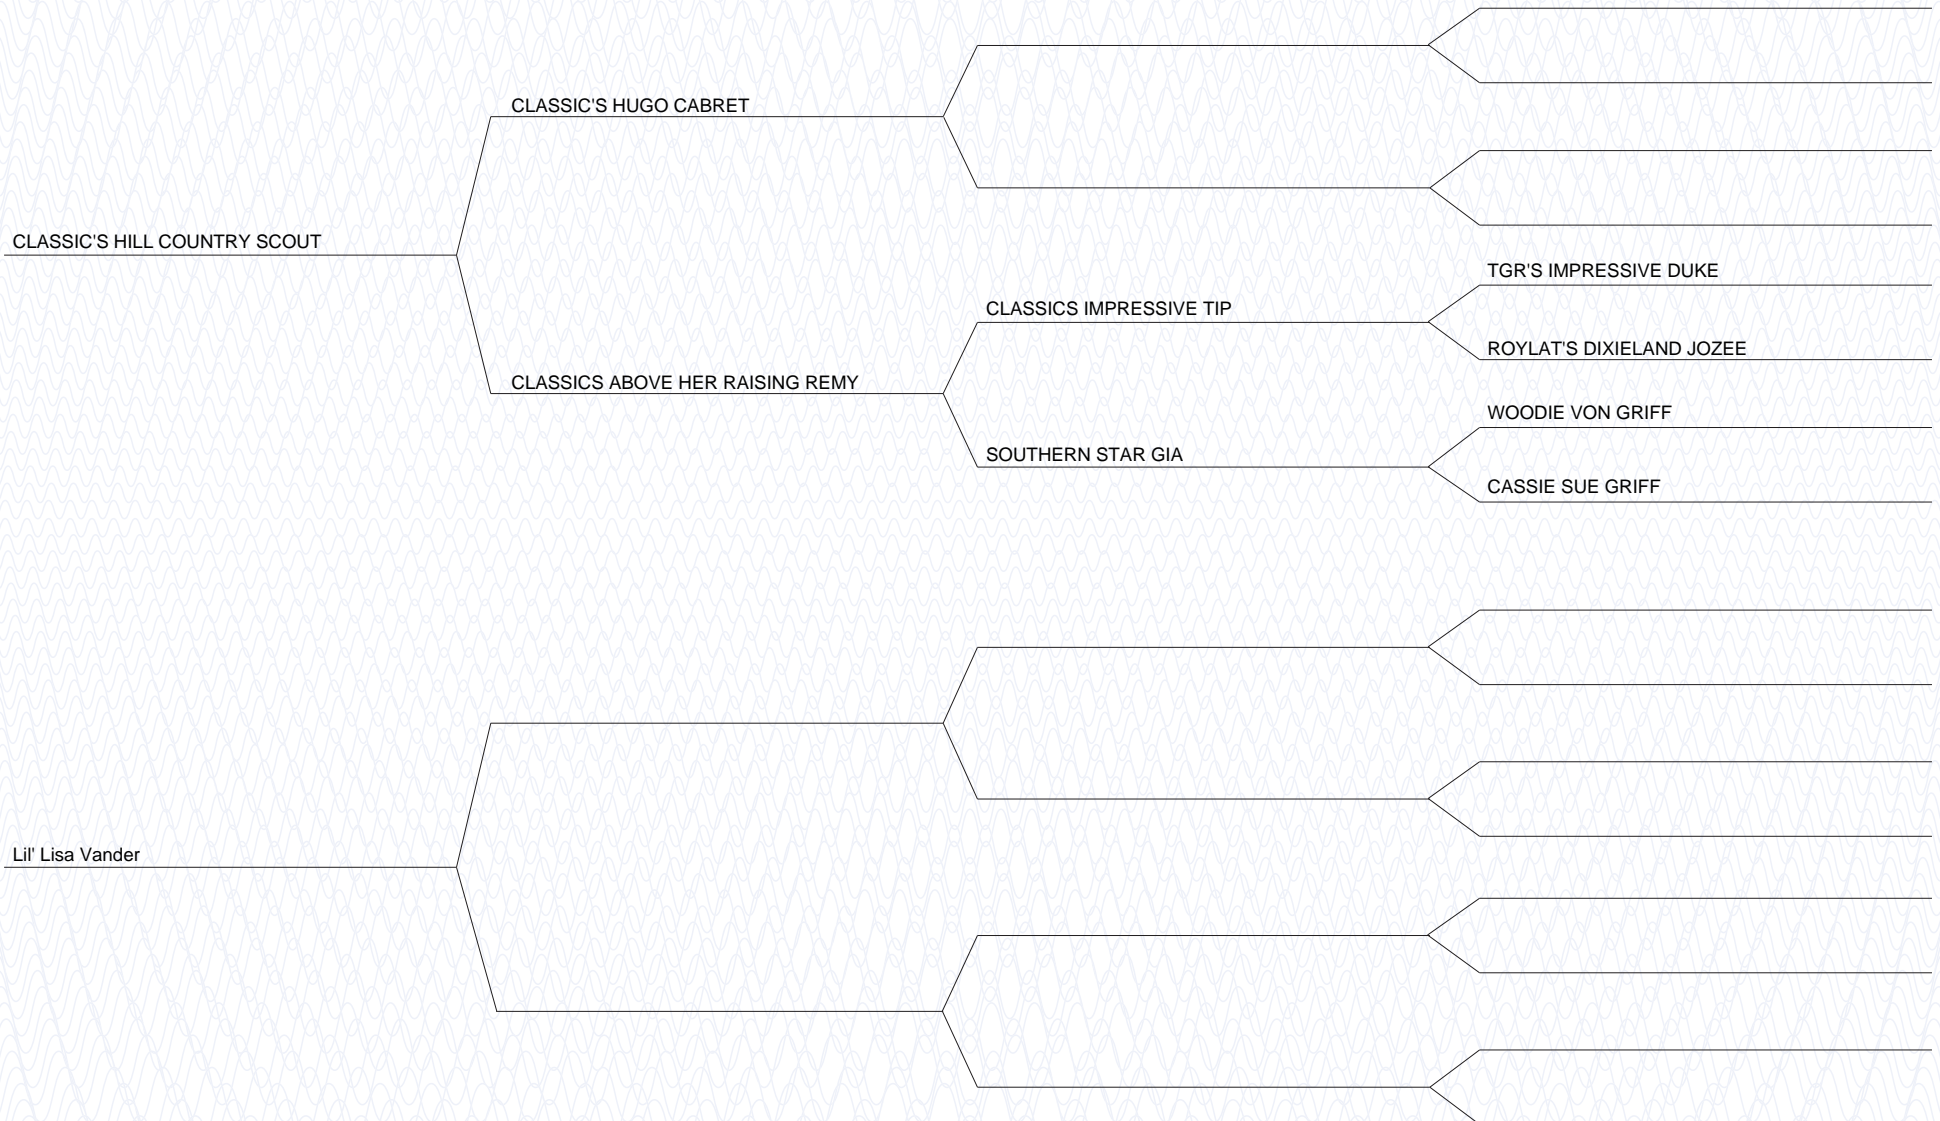 CLASSIC'S HUGO CABRET
CLASSIC'S HILL COUNTRY SCOUT
TGR'S IMPRESSIVE DUKE
CLASSICS IMPRESSIVE TIP
ROYLAT'S DIXIELAND JOZEE
CLASSICS ABOVE HER RAISING REMY
WOODIE VON GRIFF
SOUTHERN STAR GIA
CASSIE SUE GRIFF
Lil' Lisa Vander